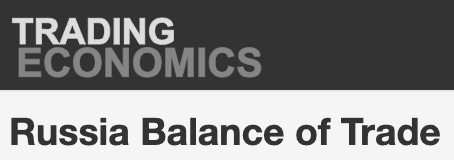 TRADING
ECONOMICS
Russia Balance of Trade